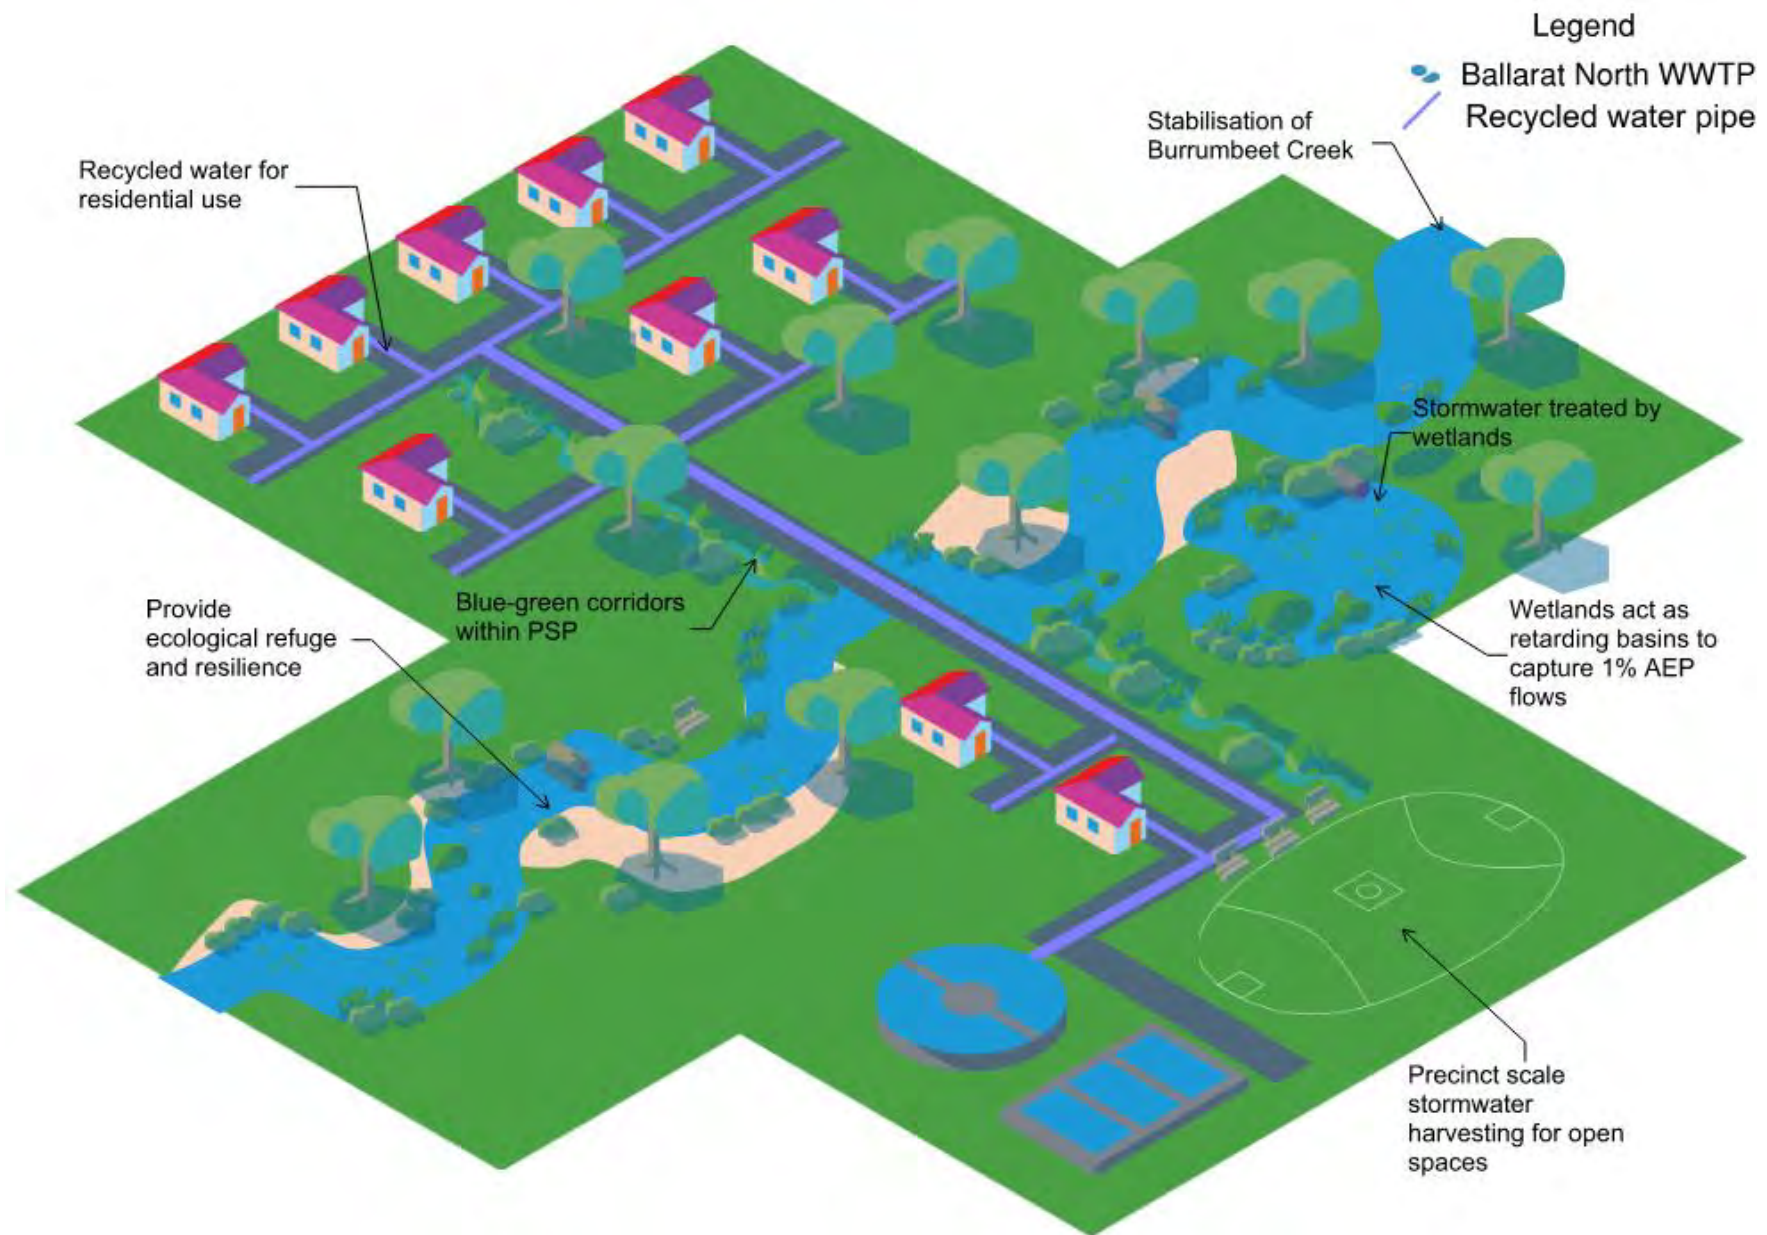 Legend
Ballarat North WWTP
Recycled water pipe
Stabilisation of
Burrumbeet Creek
Recycled water for
residential use
Stormwater treated by
wetlands
Blue-green corridors
within PSP
Provide
ecological refuge
and resilience
Wetlands act as
retarding basins to
capture 1% AEP
flows
Precinct scale
stormwater
harvesting for open
spaces